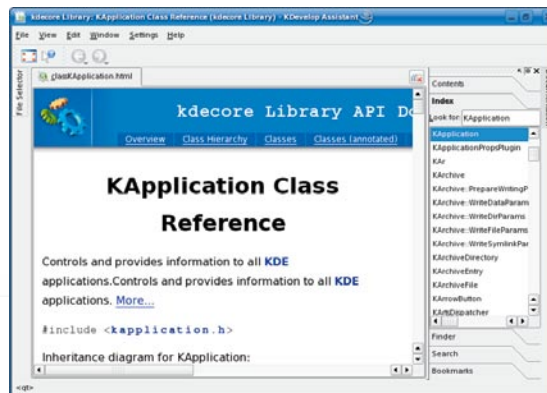 kdecore Library: KApplication Class Reference (kdecore Library) - KDevelop Assistant
File View Edit Window Settings Help
File Selector
classKApplication.html
kdecore Library API Do
Overview Class Hierarchy Classes Classes (annotated)
KApplication Class
Reference
Controls and provides information to all KDE
applications.Controls and provides information to all KDE
applications. More...
#include <kapplication.h>
Inheritance diagram for KApplication:
Contents
Index
Look for: KApplication
KApplication
KApplicationPropsPlugin
KAr
KArchive
KArchive::PrepareWritingP
KArchive::WriteDataParam
KArchive::WriteDirParams
KArchive::WriteFileParams
KArchive::WriteSymlinkPar
KArchiveDirectory
KArchiveEntry
KArchiveFile
KArrowButton
KArtsDispatcher
Finder
Search
Bookmarks
<qt>